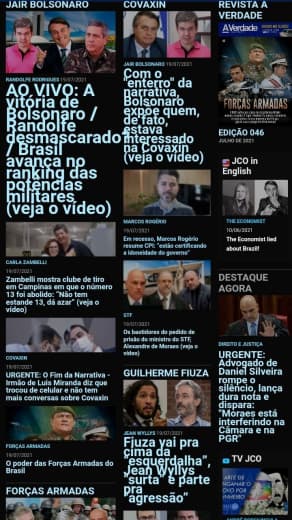 JAIR BOLSONARO
RANDOLFE RODRIGUES 19/07/2021
AO VIVO: A
vitória de
Bolsonaro /
Randolfe
desmascarado!
/ Brasil
avança no
ranking das
potências
militares
(veja o vídeo)
CARLA ZAMBELLI
19/07/2021
Zambelli mostra clube de tiro
em Campinas em que o número
13 foi abolido: "Não tem
estande 13, dá azar" (veja o
vídeo)
COVAXIN
19/07/2021
URGENTE: O Fim da Narrativa -
Irmão de Luis Miranda diz que
trocou de celular e não tem
mais conversas sobre Covaxin
FORÇAS ARMADAS
19/07/2021
O poder das Forças Armadas do
Brasil
FORÇAS ARMADAS
COVAXIN
JAIR BOLSONARO 19/07/2021
Com o
"enterro" da
narrativa,
Bolsonaro
expõe quem,
de fato,
estava
interessado
na Covaxin
(veja o vídeo)
MARCOS ROGÉRIO
19/07/2021
Em recesso, Marcos Rogério
resume CPI: "estão certificando
a idoneidade do governo"
STF
19/07/2021
Os bastidores do pedido de
prisão do ministro do STF,
Alexandre de Moraes (veja o
vídeo)
GUILHERME FIUZA
JEAN WYLLYS 19/07/2021
Fiuza vai pra
cima da
"esquerdalha",
Jean Wyllys
"surta" e parte
pra
"agressão"
REVISTA A
VERDADE
A Verdade
FORÇAS ARMADAS
EDIÇÃO 046
JULHO DE 2021
JCO in
English
THE ECONOMIST
10/06/2021
The Economist lied
about Brazil!
DESTAQUE
AGORA
DIREITO E JUSTIÇA
URGENTE:
Advogado de
Daniel Silveira
rompe o
silêncio, lança
dura nota e
dispara:
"Moraes está
interferindo na
Câmara e na
PGR"
TV JCO